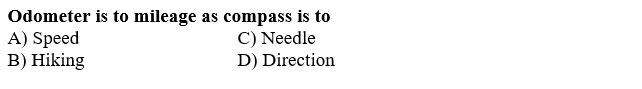 Odometer is to mileage as compass is to
A) Speed C) Needle
B) Hiking D) Direction